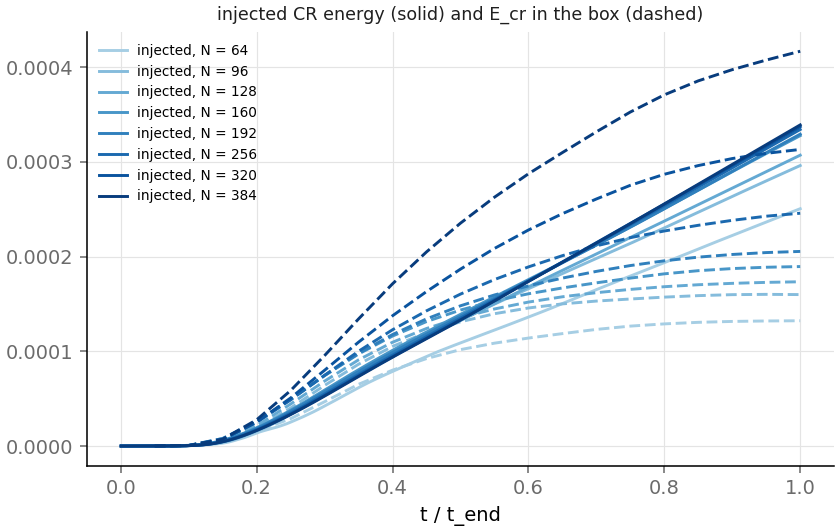 injected CR energy (solid) and E_cr in the box (dashed)
injected, N = 64
injected, N = 96
injected, N = 128
injected, N = 160
injected, N = 192
injected, N = 256
injected, N = 320
injected, N = 384
0.0004
0.0003
0.0002
0.0001
0.0000
0.0 0.2 0.4 0.6 0.8 1.0
t / t_end